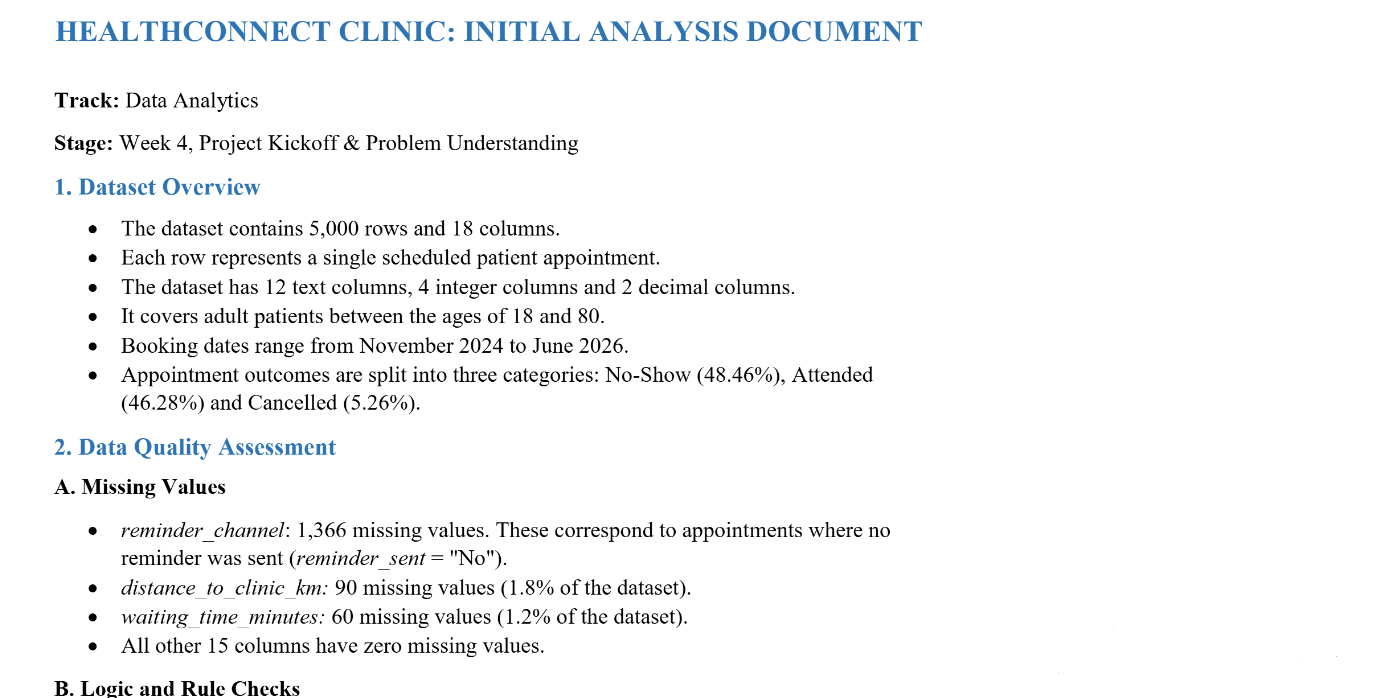 HEALTHCONNECT CLINIC: INITIAL ANALYSIS DOCUMENT
Track: Data Analytics
Stage: Week 4, Project Kickoff & Problem Understanding
1. Dataset Overview
• The dataset contains 5,000 rows and 18 columns.
• Each row represents a single scheduled patient appointment.
• The dataset has 12 text columns, 4 integer columns and 2 decimal columns.
• It covers adult patients between the ages of 18 and 80.
• Booking dates range from November 2024 to June 2026.
• Appointment outcomes are split into three categories: No-Show (48.46%), Attended
(46.28%) and Cancelled (5.26%).
2. Data Quality Assessment
A. Missing Values
• reminder_channel: 1,366 missing values. These correspond to appointments where no
reminder was sent (reminder_sent = "No").
• distance_to_clinic_km: 90 missing values (1.8% of the dataset).
• waiting_time_minutes: 60 missing values (1.2% of the dataset).
• All other 15 columns have zero missing values.
B. Logic and Rule Checks